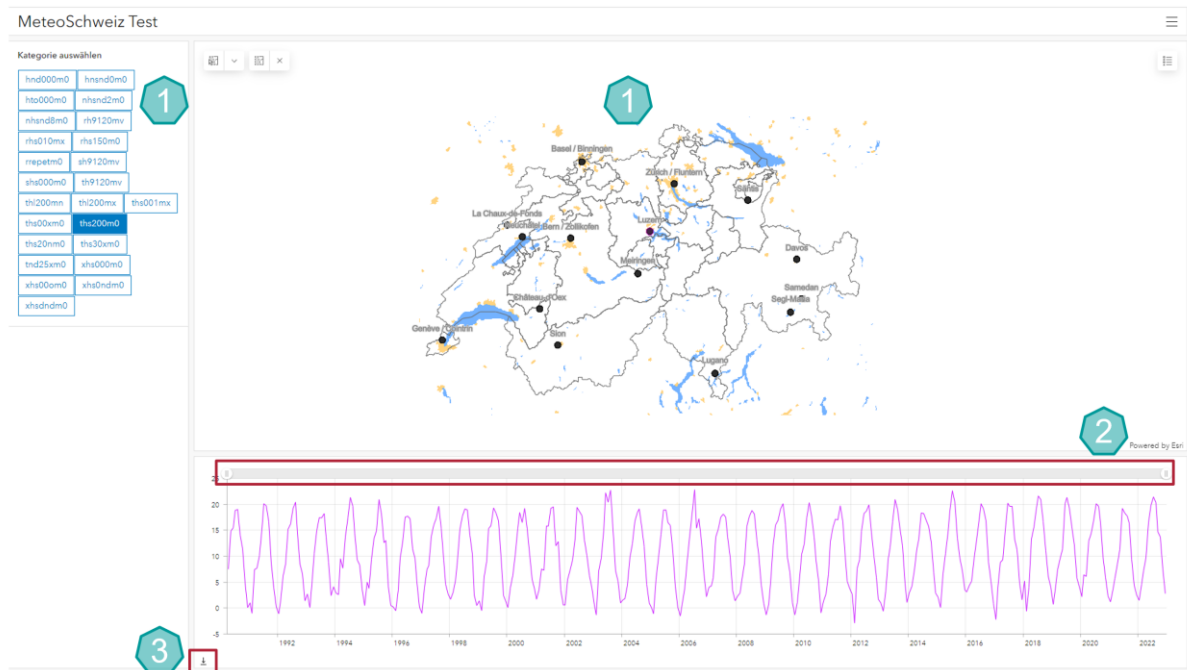 MeteoSchweiz Test
Kategorie auswählen
hnd000m0 hnsnd0m0
hto000m0 nhsnd2m0
nhsnd8m0 rh9120mv
rhs010mx rhs150m0
rrepetm0 sh9120mv
shs000m0 th9120mv
thl200mn thl200mx ths001mx
ths00xm0 ths200m0
ths20nm0 ths30xm0
tnd25xm0 xhs000m0
xhs00om0 xhs0ndm0
xhsdndm0
1
1
Basel / Binningen
Zürich / Fluntern
Säntis
La Chaux-de-Fonds
Neuchâtel Bern / Zollikofen
Luzern
Davos
Meiringen
Samedan
Segl-Maria
Château-d'Oex
Genève / Cointrin
Sion
Lugano
2
Powered by Esri
25
20
15
10
5
0
-5
1992 1994 1996 1998 2000 2002 2004 2006 2008 2010 2012 2014 2016 2018 2020 2022
3